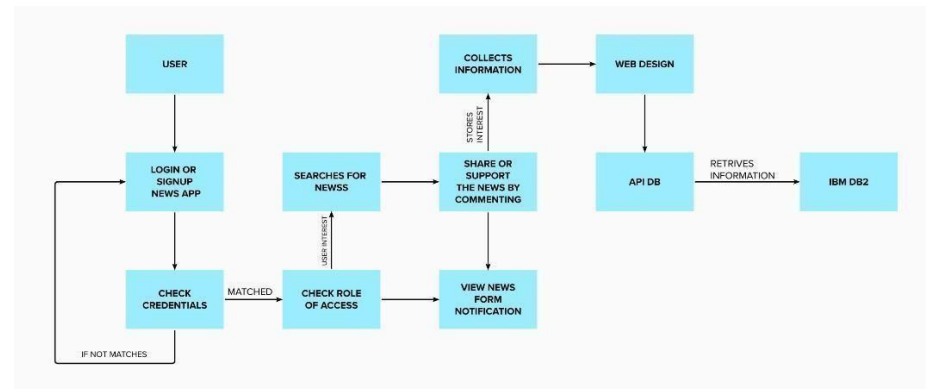 USER
COLLECTS
INFORMATION
WEB DESIGN
STORES
INTEREST
LOGIN OR
SIGNUP
NEWS APP
SEARCHES FOR
NEWSS
SHARE OR
SUPPORT
THE NEWS BY
COMMENTING
API DB
RETRIVES
INFORMATION
IBM DB2
USER INTEREST
CHECK
CREDENTIALS
MATCHED
CHECK ROLE
OF ACCESS
VIEW NEWS
FORM
NOTIFICATION
IF NOT MATCHES